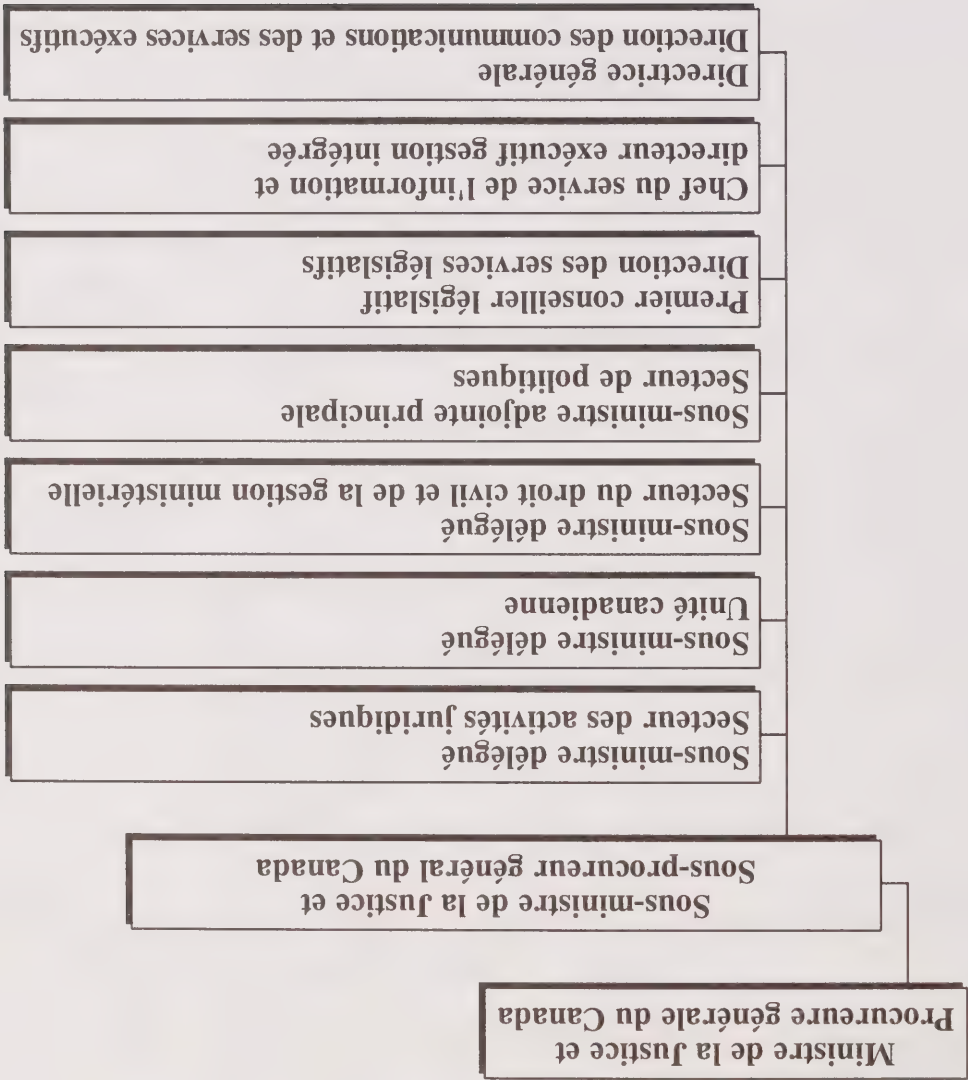 Ministre de la Justice et
Procureure générale du Canada
Sous-ministre de la Justice et
Sous-procureur général du Canada
Sous-ministre délégué
Secteur des activités juridiques
Sous-ministre délégué
Unité canadienne
Sous-ministre délégué
Secteur du droit civil et de la gestion ministérielle
Sous-ministre adjointe principale
Secteur de politiques
Premier conseiller législatif
Direction des services législatifs
Chef du service de l'information et
directeur exécutif gestion intégrée
Directrice générale
Direction des communications et des services exécutifs